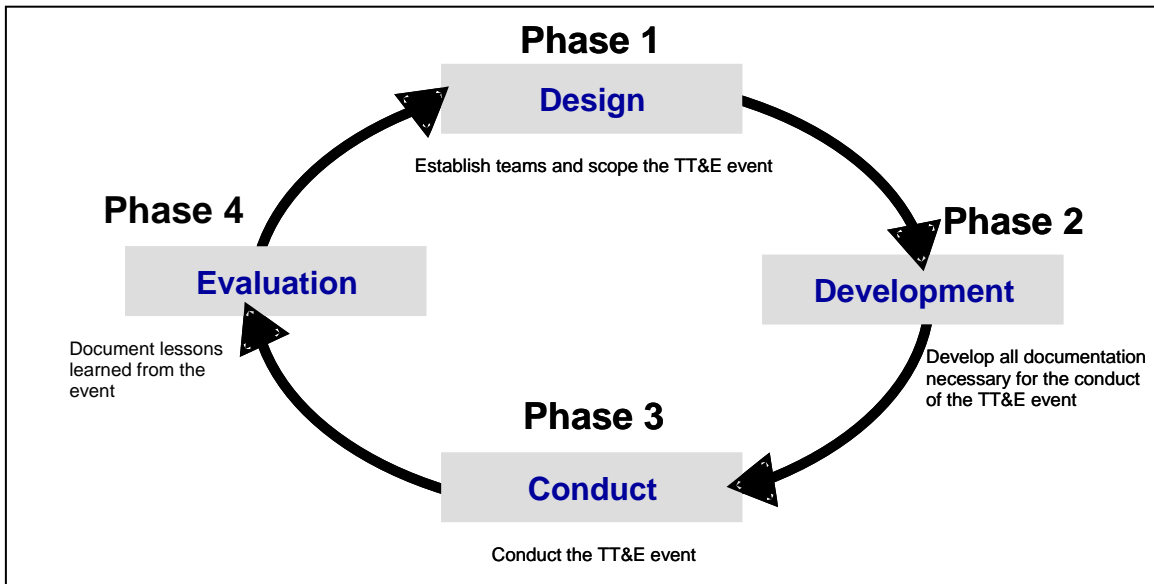 Phase 1
Design
Establish teams and scope the TT&E event
Phase 2
Development
Develop all documentation
necessary for the conduct
of the TT&E event
Phase 3
Conduct
Conduct the TT&E event
Phase 4
Evaluation
Document lessons
learned from the
event